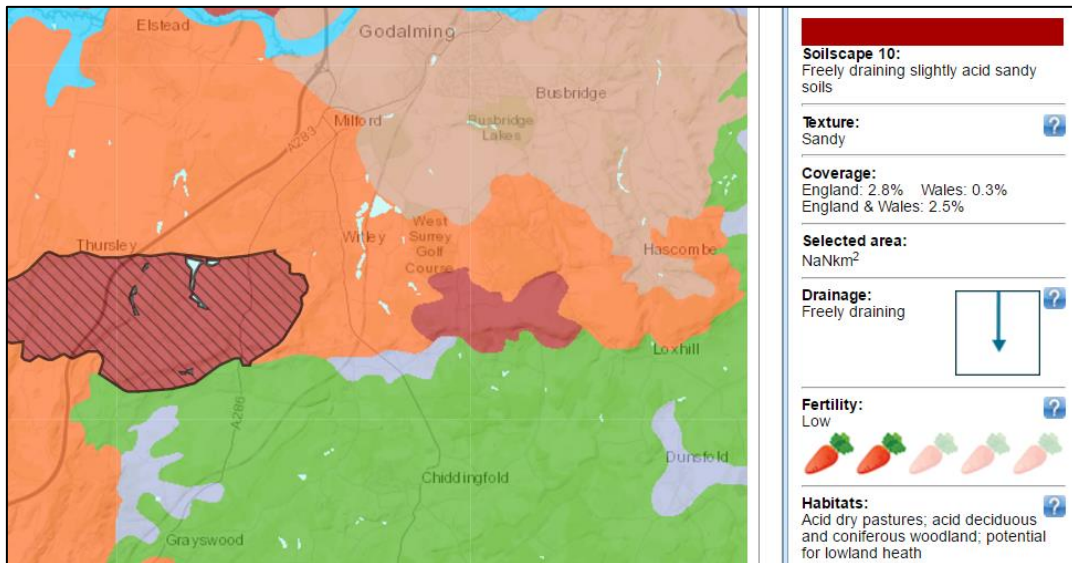 Elstead
Godalming
Busbridge
Milford
Busbridge
Lakes
A283
Thursley
Witley
West
Surrey
Golf
Course
Hascombe
Loxhill
A286
Chiddingfold
Dunsfold
Grayswood
Soilscape 10:
Freely draining slightly acid sandy
soils
Texture:
?
Sandy
Coverage:
England: 2.8% Wales: 0.3%
England & Wales: 2.5%
Selected area:
NaNkm²
Drainage:
?
Freely draining
Fertility:
?
Low
Habitats:
?
Acid dry pastures; acid deciduous
and coniferous woodland; potential
for lowland heath